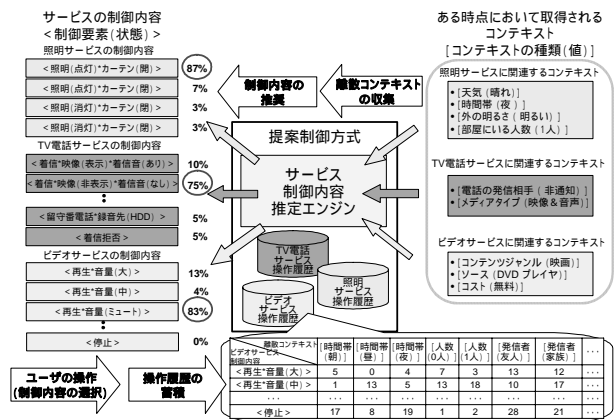 サービスの制御内容
<制御要素(状態)>
照明サービスの制御内容
<照明(点灯)*カーテン(開)>
87%
<照明(点灯)*カーテン(閉)>
7%
<照明(消灯)*カーテン(開)>
3%
<照明(消灯)*カーテン(閉)>
3%
TV電話サービスの制御内容
<着信*映像(表示)*着信音(あり)>
10%
<着信*映像(非表示)*着信音(なし)>
75%
<留守番電話*録音先(HDD)>
5%
<着信拒否>
5%
ビデオサービスの制御内容
<再生*音量(大)>
13%
<再生*音量(中)>
4%
<再生*音量(ミュート)>
83%
<停止>
0%
制御内容の
推奨
離散コンテキスト
の収集
提案制御方式
サービス
制御内容
推定エンジン
TV電話
サービス
操作履歴
照明
サービス
操作履歴
ビデオ
サービス
操作履歴
ある時点において取得される
コンテキスト
[コンテキストの種類(値)]
照明サービスに関連するコンテキスト
•[天気(晴れ)]
•[時間帯(夜)]
•[外の明るさ(明るい)]
•[部屋にいる人数(1人)]
TV電話サービスに関連するコンテキスト
•[電話の発信相手(非通知)]
•[メディアタイプ(映像&音声)]
ビデオサービスに関連するコンテキスト
•[コンテンツジャンル(映画)]
•[ソース(DVDプレイヤ)]
•[コスト(無料)]
ユーザの操作
(制御内容の選択)
操作履歴の
蓄積
離散コンテキスト
ビデオサービス
制御内容
[時間帯(朝)] [時間帯(昼)] [時間帯(夜)] [人数(0人)] [人数(1人)] [発信者(友人)] [発信者(家族)] ...
<再生*音量(大)> 5 0 4 7 3 13 12
<再生*音量(中)> 1 13 5 13 18 10 17
... ... ... ... ... ... ... ...
<停止> 17 8 19 1 2 28 21 ...